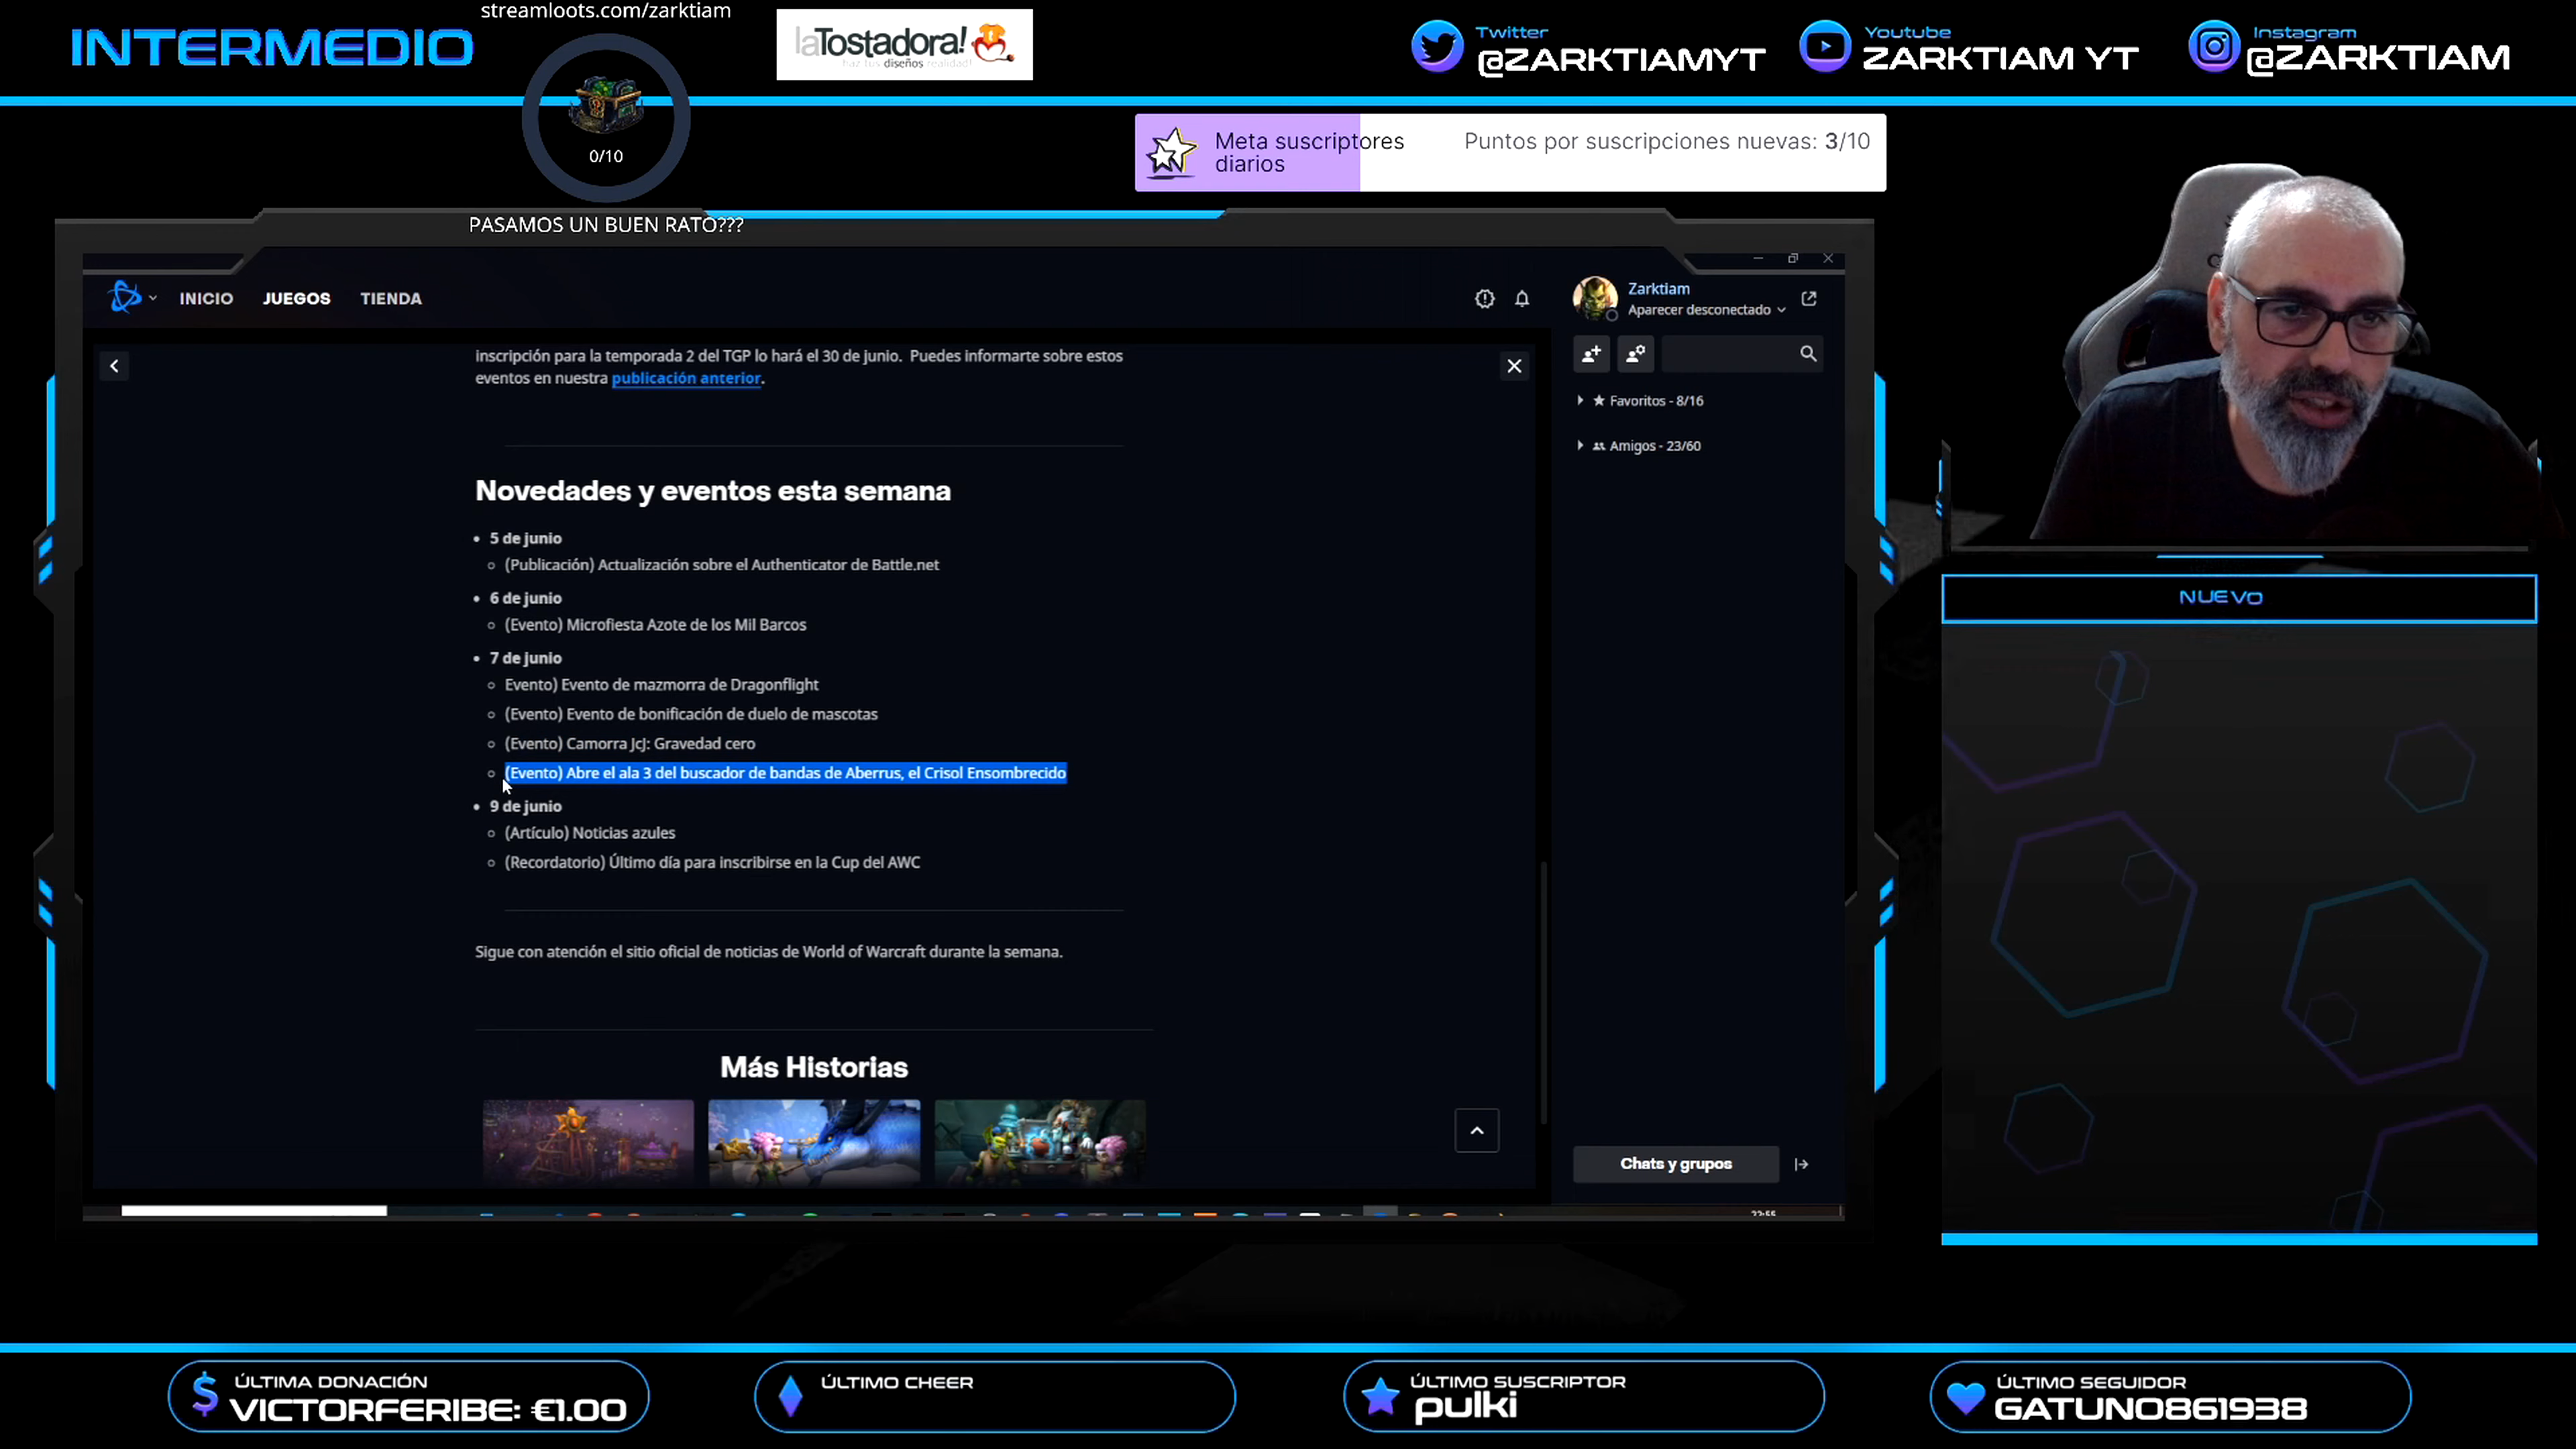 streamloots.com/zarktiam
INTERMEDIO
laTostadora!
haz tus diseños realidad!
Twitter
@ZARKTIAMYT
Youtube
ZARKTIAM YT
Instagram
@ZARKTIAM
0/10
Meta suscriptores
diarios
Puntos por suscripciones nuevas: 3/10
PASAMOS UN BUEN RATO???
INICIO
JUEGOS
TIENDA
Zarktiam
Aparecer desconectado
Favoritos - 8/16
Amigos - 23/60
inscripción para la temporada 2 del TGP lo hará el 30 de junio. Puedes informarte sobre estos
eventos en nuestra publicación anterior.
Novedades y eventos esta semana
• 5 de junio
(Publicación) Actualización sobre el Authenticator de Battle.net
• 6 de junio
(Evento) Microfiesta Azote de los Mil Barcos
• 7 de junio
Evento) Evento de mazmorra de Dragonflight
(Evento) Evento de bonificación de duelo de mascotas
(Evento) Camorra JcJ: Gravedad cero
(Evento) Abre el ala 3 del buscador de bandas de Aberrus, el Crisol Ensombrecido
• 9 de junio
(Artículo) Noticias azules
(Recordatorio) Último día para inscribirse en la Cup del AWC
Sigue con atención el sitio oficial de noticias de World of Warcraft durante la semana.
Más Historias
Chats y grupos
22:55
NUEVO
ÚLTIMA DONACIÓN
VICTORFERIBE: €1.00
ÚLTIMO CHEER
ÚLTIMO SUSCRIPTOR
pulki
ÚLTIMO SEGUIDOR
GATUNO861938